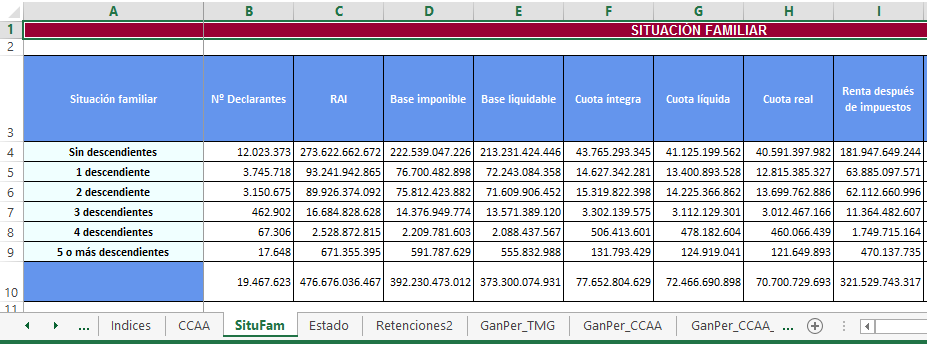 A B C D E F G H I
1 SITUACIÓN FAMILIAR
2
3 Situación familiar Nº Declarantes RAI Base imponible Base liquidable Cuota íntegra Cuota líquida Cuota real Renta después de impuestos
4 Sin descendientes 12.023.373 273.622.662.672 222.539.047.226 213.231.424.446 43.765.293.345 41.125.199.562 40.591.397.982 181.947.649.244
5 1 descendiente 3.745.718 93.241.942.865 76.700.482.898 72.243.084.358 14.627.342.281 13.400.893.528 12.815.385.327 63.885.097.571
6 2 descendiente 3.150.675 89.926.374.092 75.812.423.882 71.609.906.452 15.319.822.398 14.225.366.862 13.699.762.886 62.112.660.996
7 3 descendientes 462.902 16.684.828.628 14.376.949.774 13.571.389.120 3.302.139.575 3.112.129.301 3.012.467.166 11.364.482.607
8 4 descendientes 67.306 2.528.872.815 2.209.781.603 2.088.437.567 506.413.601 478.182.604 460.066.439 1.749.715.164
9 5 o más descendientes 17.648 671.355.395 591.787.629 555.832.988 131.793.429 124.919.041 121.649.893 470.137.735
10 19.467.623 476.676.036.467 392.230.473.012 373.300.074.931 77.652.804.629 72.466.690.898 70.700.729.693 321.529.743.317
11
... Indices CCAA SituFam Estado Retenciones2 GanPer_TMG GanPer_CCAA GanPer_CCAA_ ...